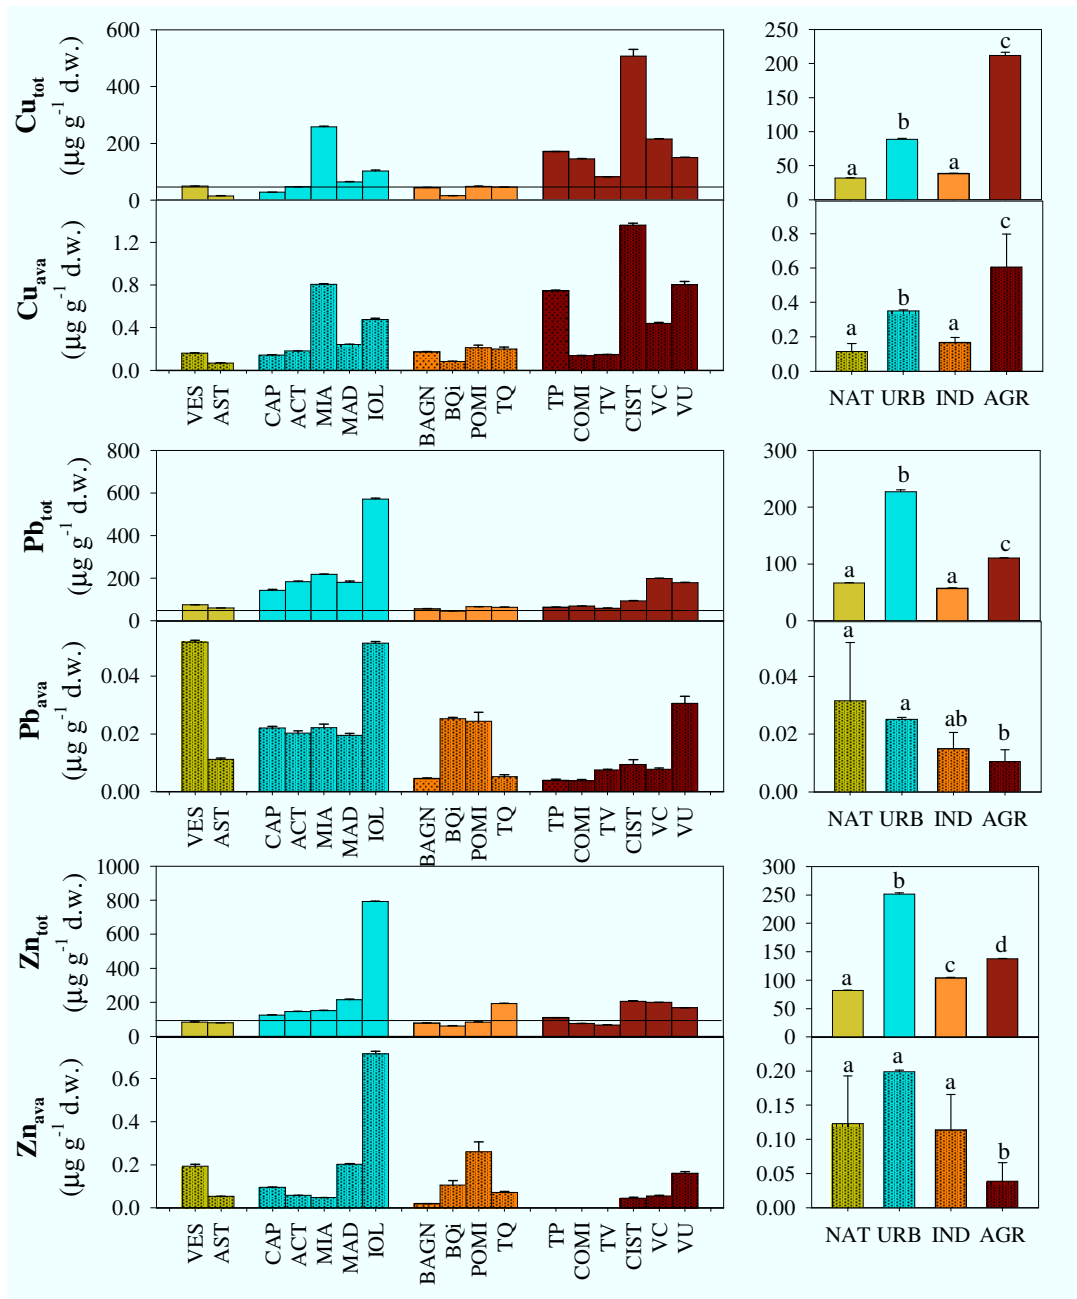 Cu_tot
(µg g⁻¹ d.w.)
600
400
200
0
250
200
150
100
50
0
a
b
a
c
Cu_ava
(µg g⁻¹ d.w.)
1.2
0.8
0.4
0.0
VES AST CAP ACT MIA MAD IOL BAGN BQi POMI TQ TP COMI TV CIST VC VU
0.8
0.6
0.4
0.2
0.0
a
b
a
c
NAT URB IND AGR
Pb_tot
(µg g⁻¹ d.w.)
800
600
400
200
0
300
200
100
0
a
b
a
c
Pb_ava
(µg g⁻¹ d.w.)
0.04
0.02
0.00
VES AST CAP ACT MIA MAD IOL BAGN BQi POMI TQ TP COMI TV CIST VC VU
0.04
0.02
0.00
a
a
ab
b
NAT URB IND AGR
Zn_tot
(µg g⁻¹ d.w.)
1000
800
600
400
200
0
300
250
200
150
100
50
0
a
b
c
d
Zn_ava
(µg g⁻¹ d.w.)
0.6
0.4
0.2
0.0
VES AST CAP ACT MIA MAD IOL BAGN BQi POMI TQ TP COMI TV CIST VC VU
0.20
0.15
0.10
0.05
0.00
a
a
a
b
NAT URB IND AGR